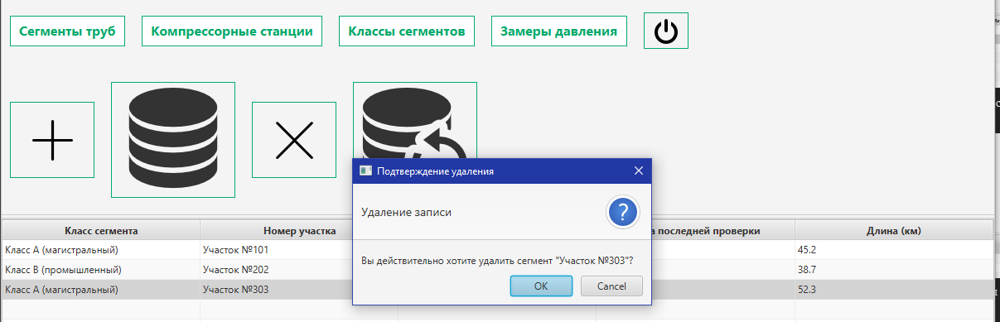 Сегменты труб Компрессорные станции Классы сегментов Замеры давления
Подтверждение удаления
Удаление записи
?
Класс сегмента Номер участка последней проверки Длина (км)
Класс А (магистральный) Участок №101 45.2
Вы действительно хотите удалить сегмент "Участок №303"?
Класс В (промышленный) Участок №202 38.7
Класс А (магистральный) Участок №303 OK Cancel 52.3